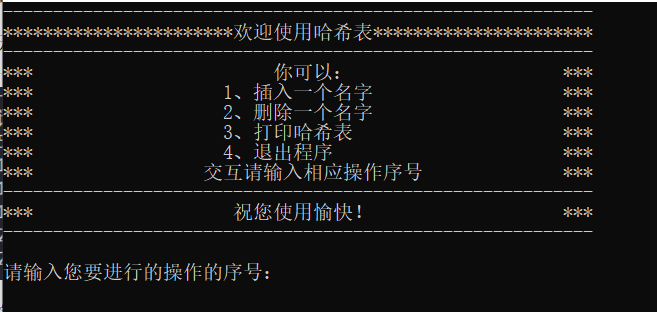 -----------------------------------------------------------
***********************欢迎使用哈希表**********************
-----------------------------------------------------------
***                        你可以:                      ***
***                   1、插入一个名字                   ***
***                   2、删除一个名字                   ***
***                   3、打印哈希表                     ***
***                   4、退出程序                       ***
***                 交互请输入相应操作序号              ***
-----------------------------------------------------------
***                    祝您使用愉快!                    ***
-----------------------------------------------------------
请输入您要进行的操作的序号: